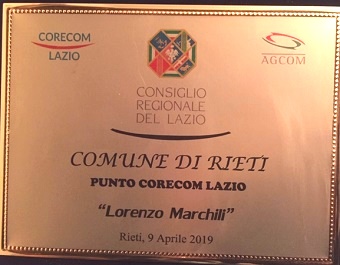 CORECOM
LAZIO
AGCOM
CONSIGLIO
REGIONALE
DEL LAZIO
COMUNE DI RIETI
PUNTO CORECOM LAZIO
“Lorenzo Marchili”
Rieti, 9 Aprile 2019